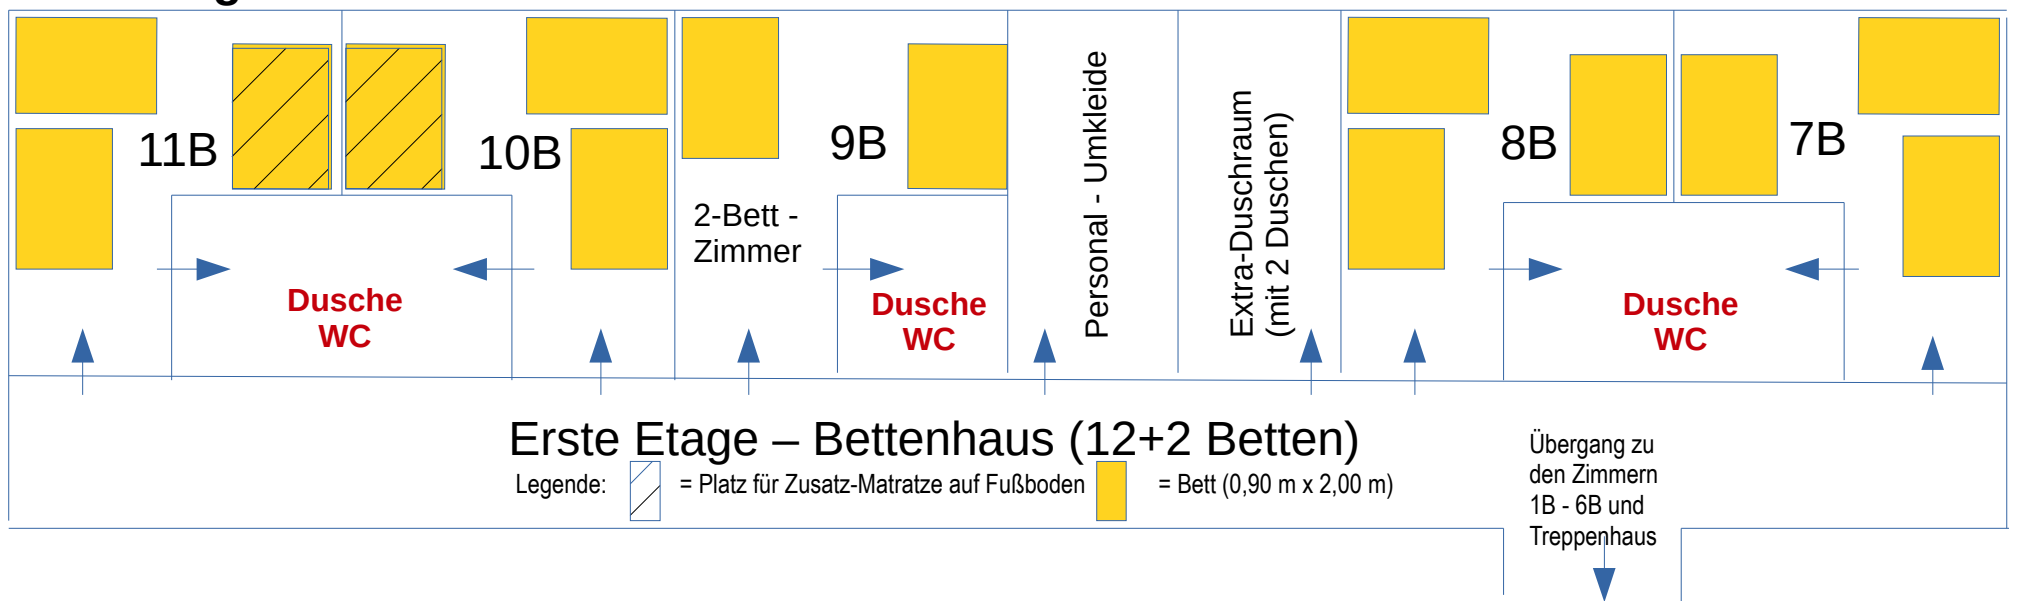 11B
10B
9B
8B
7B
2-Bett -
Zimmer
Personal - Umkleide
Extra-Duschraum
(mit 2 Duschen)
Dusche
WC
Dusche
WC
Dusche
WC
Erste Etage – Bettenhaus (12+2 Betten)
Legende:
= Platz für Zusatz-Matratze auf Fußboden
= Bett (0,90 m x 2,00 m)
Übergang zu
den Zimmern
1B - 6B und
Treppenhaus